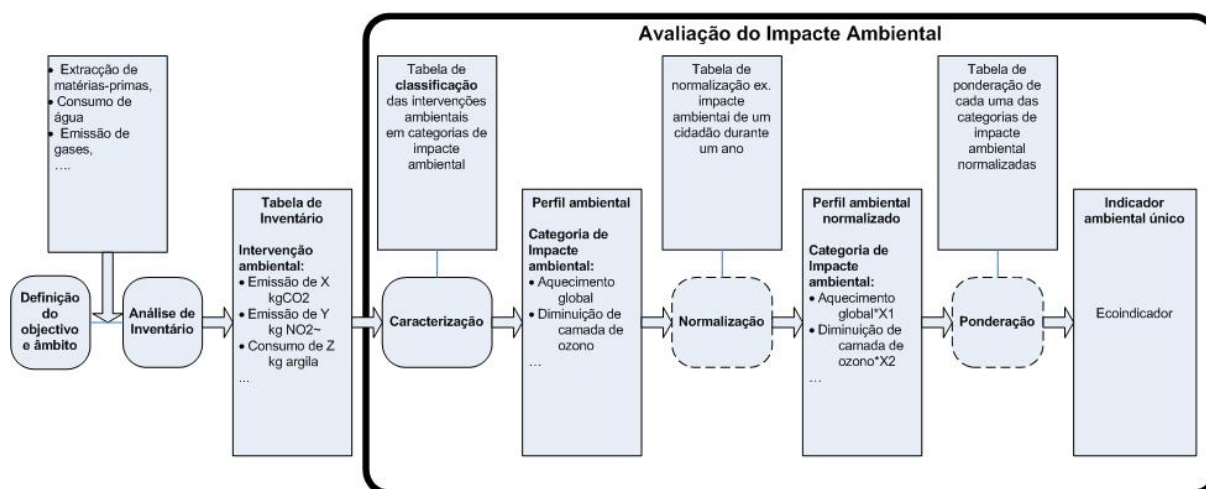 Avaliação do Impacte Ambiental
• Extracção de
matérias-primas,
• Consumo de
água
• Emissão de
gases,
....
Definição
do
objectivo
e âmbito
Análise de
Inventário
Tabela de
Inventário
Intervenção
ambiental:
• Emissão de X
kgCO2
• Emissão de Y
kg NO2~
• Consumo de Z
kg argila
...
Tabela de
classificação
das intervenções
ambientais
em categorias de
impacte
ambiental
Caracterização
Perfil ambiental
Categoria de
Impacte
ambiental:
• Aquecimento
global
• Diminuição de
camada de
ozono
...
Tabela de
normalização ex.
impacte
ambiental de um
cidadão durante
um ano
Normalização
Perfil ambiental
normalizado
Categoria de
Impacte
ambiental:
• Aquecimento
global*X1
• Diminuição de
camada de
ozono*X2
...
Tabela de
ponderação de
cada uma das
categorias de
impacte
ambiental
normalizadas
Ponderação
Indicador
ambiental único
Ecoindicador